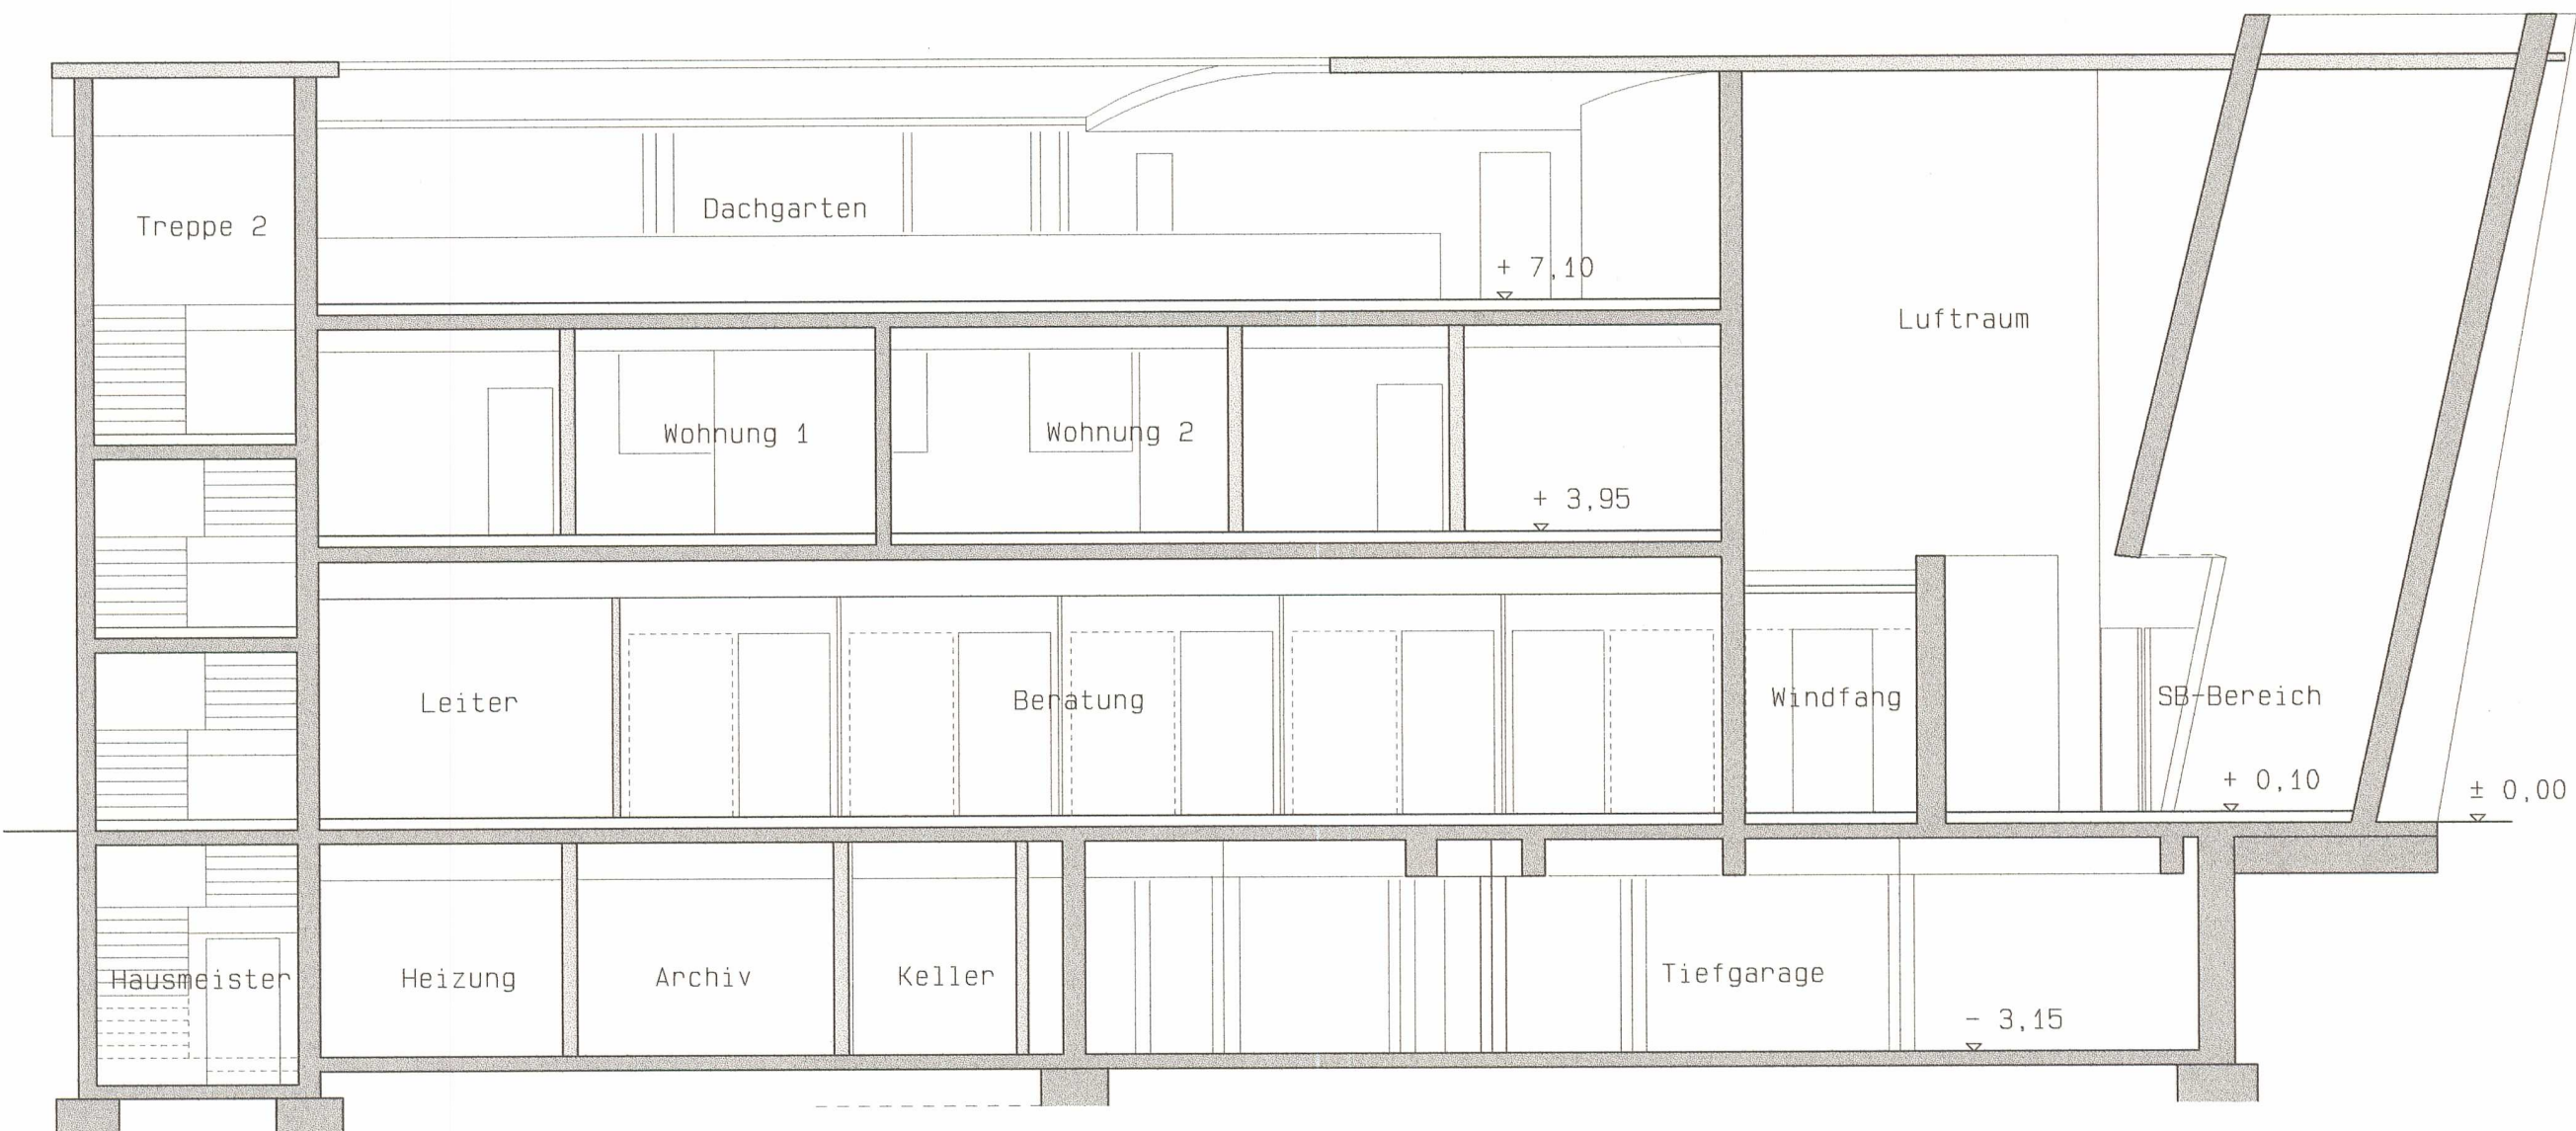 Treppe 2
Dachgarten
+ 7,10
Luftraum
Wohnung 1
Wohnung 2
+ 3,95
Leiter
Beratung
Windfang
SB-Bereich
+ 0,10
± 0,00
Hausmeister
Heizung
Archiv
Keller
Tiefgarage
- 3,15